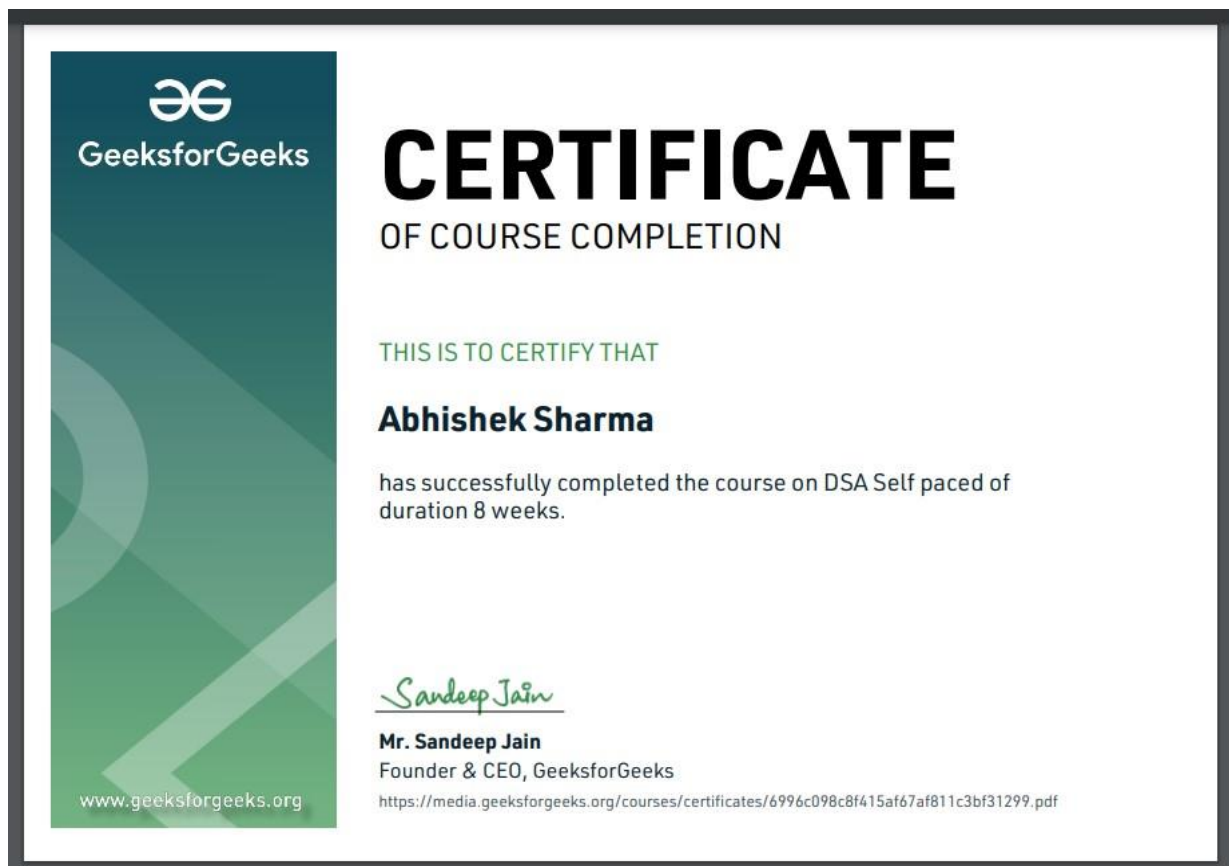 GeeksforGeeks
CERTIFICATE
OF COURSE COMPLETION
THIS IS TO CERTIFY THAT
Abhishek Sharma
has successfully completed the course on DSA Self paced of
duration 8 weeks.
Sandeep Jain
Mr. Sandeep Jain
Founder & CEO, GeeksforGeeks
www.geeksforgeeks.org
https://media.geeksforgeeks.org/courses/certificates/6996c098c8f415af67af811c3bf31299.pdf